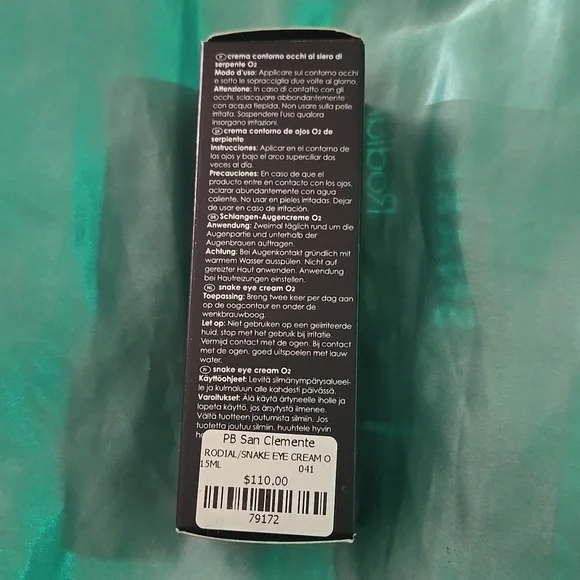 IT crema contorno occhi al siero di
serpente O2
Modo d'uso: Applicare sul contorno occhi
e sotto le sopracciglia due volte al giorno.
Attenzione: In caso di contatto con gli
occhi, sciacquare abbondantemente
con acqua tiepida. Non usare sulla pelle
irritata. Sospendere l'uso qualora
insorgano irritazioni.
SP crema contorno de ojos O2 de
serpiente
Instrucciones: Aplicar en el contorno de
los ojos y bajo el arco superciliar dos
veces al día.
Precauciones: En caso de que el
producto entre en contacto con los ojos,
aclarar abundantemente con agua
caliente. No usar en pieles irritadas. Dejar
de usar en caso de irritación.
DE Schlangen-Augencreme O2
Anwendung: Zweimal täglich rund um die
Augenpartie und unterhalb der
Augenbrauen auftragen.
Achtung: Bei Augenkontakt gründlich mit
warmem Wasser ausspülen. Nicht auf
gereizter Haut anwenden. Anwendung
bei Hautreizungen einstellen.
NL snake eye cream O2
Toepassing: Breng twee keer per dag aan
op de oogcontour en onder de
wenkbrauwboog.
Let op: Niet gebruiken op een geïrriteerde
huid, stop met het gebruik bij irritatie.
Vermijd contact met de ogen. Bij contact
met de ogen, goed uitspoelen met lauw
water.
FI snake eye cream O2
Käyttöohjeet: Levitä silmänympärysalueel-
le ja kulmaluun alle kahdesti päivässä.
Varoitukset: Älä käytä ärtyneelle iholle ja
lopeta käyttö, jos ärsytystä ilmenee.
Vältä tuotteen joutumista silmiin. Jos
tuotetta joutuu silmiin, huuhtele hyvin
PB San Clemente
RODIAL/SNAKE EYE CREAM O
15ML 041
$110.00
79172
Rodial